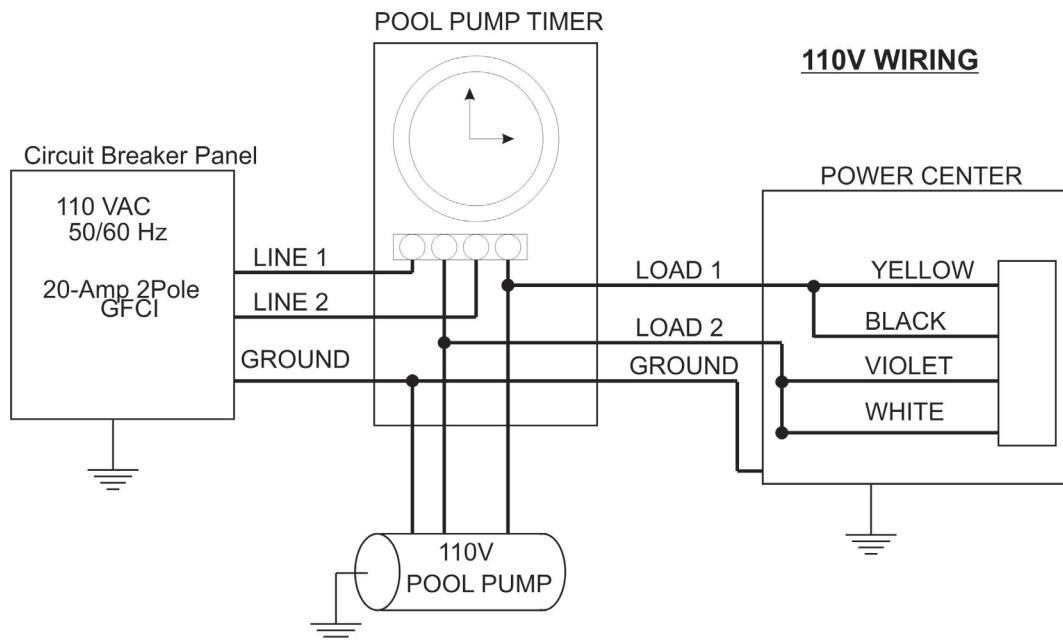 POOL PUMP TIMER
110V WIRING
Circuit Breaker Panel
110 VAC
50/60 Hz
20-Amp 2Pole
GFCI
LINE 1
LINE 2
GROUND
LOAD 1
LOAD 2
GROUND
POWER CENTER
YELLOW
BLACK
VIOLET
WHITE
110V
POOL PUMP